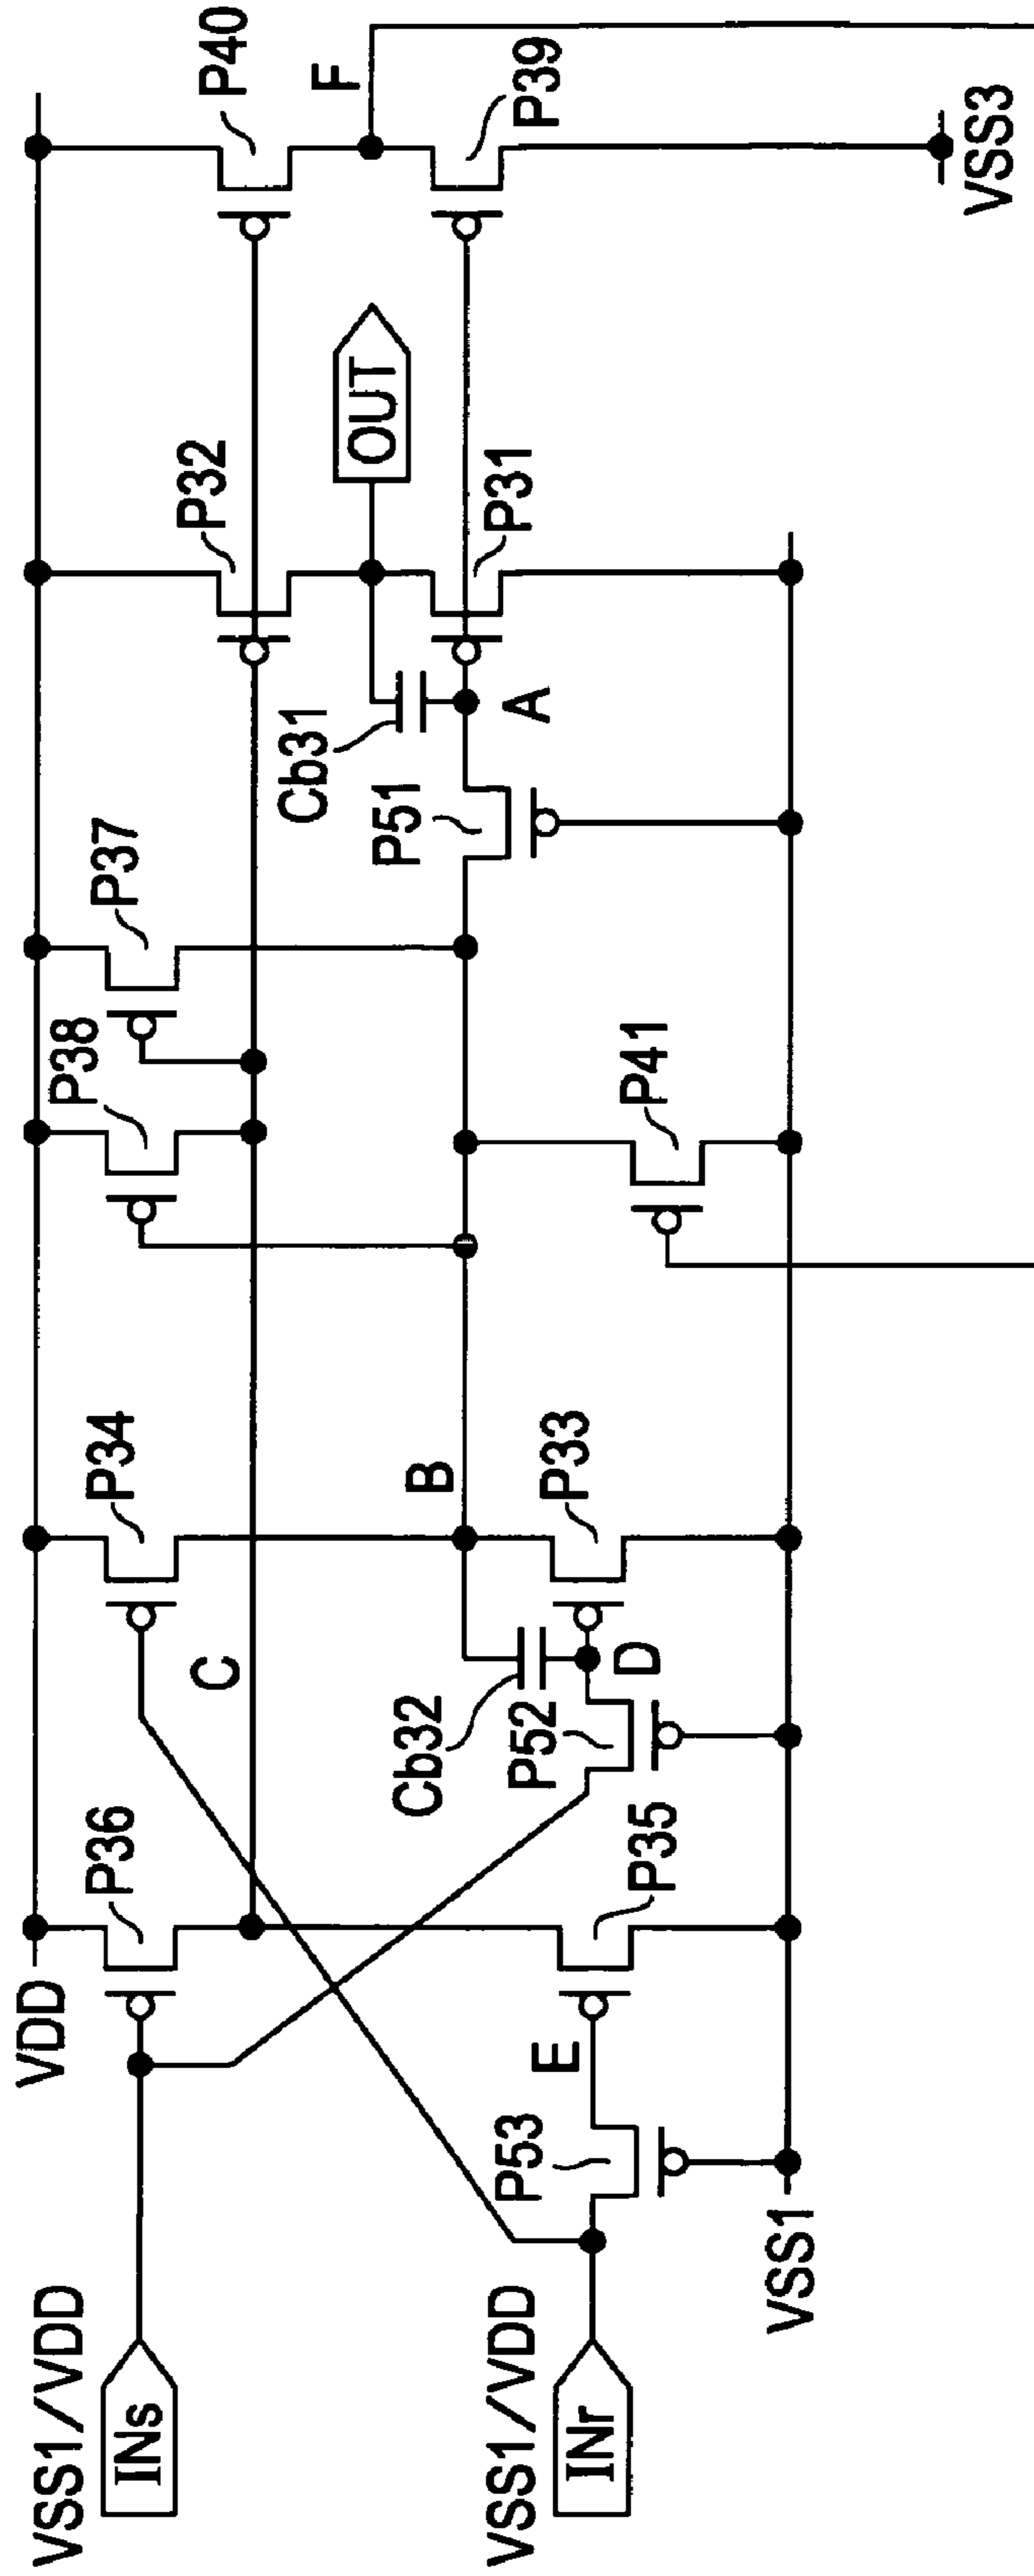 VDD
P36
P34
P38
P37
P32
P40
F
C
B
Cb31
OUT
P39
VSS1/VDD
INs
Cb32
P52
D
P33
P41
P51
A
P31
VSS3
VSS1/VDD
INr
P53
E
P35
VSS1